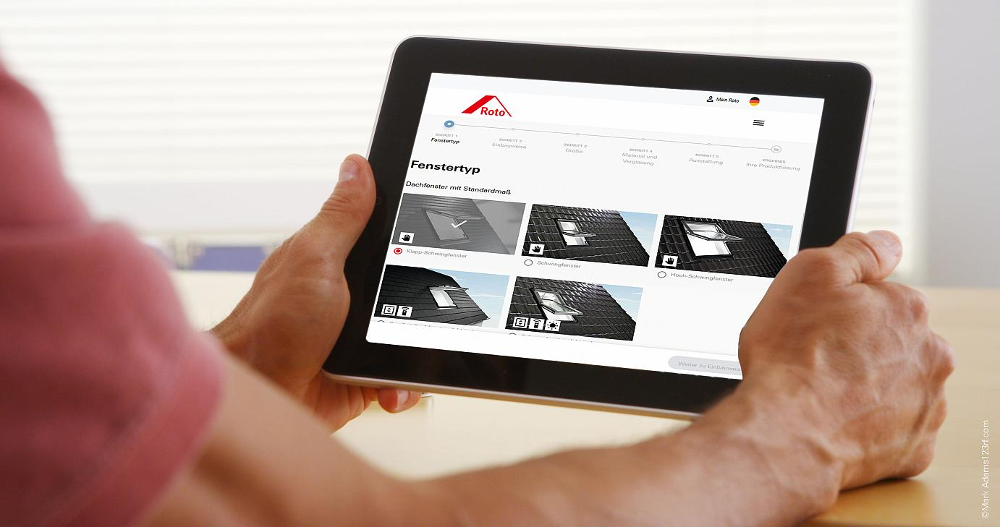 Mein Roto
Roto
SCHRITT 1
Fenstertyp
SCHRITT 2
Einbauweise
SCHRITT 3
Größe
SCHRITT 4
Material und
Verglasung
SCHRITT 5
Ausstattung
ERGEBNIS
Ihre Produktlösung
Fenstertyp
Dachfenster mit Standardmaß
Klapp-Schwingfenster
Schwingfenster
Hoch-Schwingfenster
Weiter zu Einbauweise
©Mark Adams123rf.com